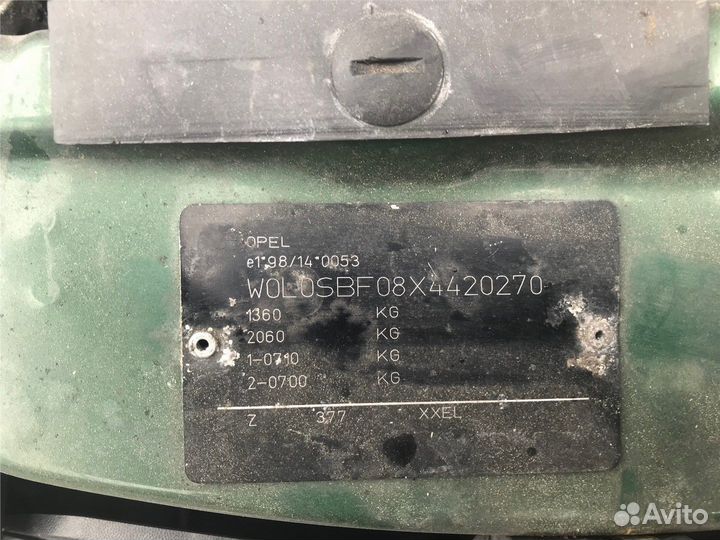 OPEL
e1*98/14*0053
W0L0SBF08X4420270
1360 KG
2060 KG
1-0710 KG
2-0700 KG
Z 377 XXEL
Avito